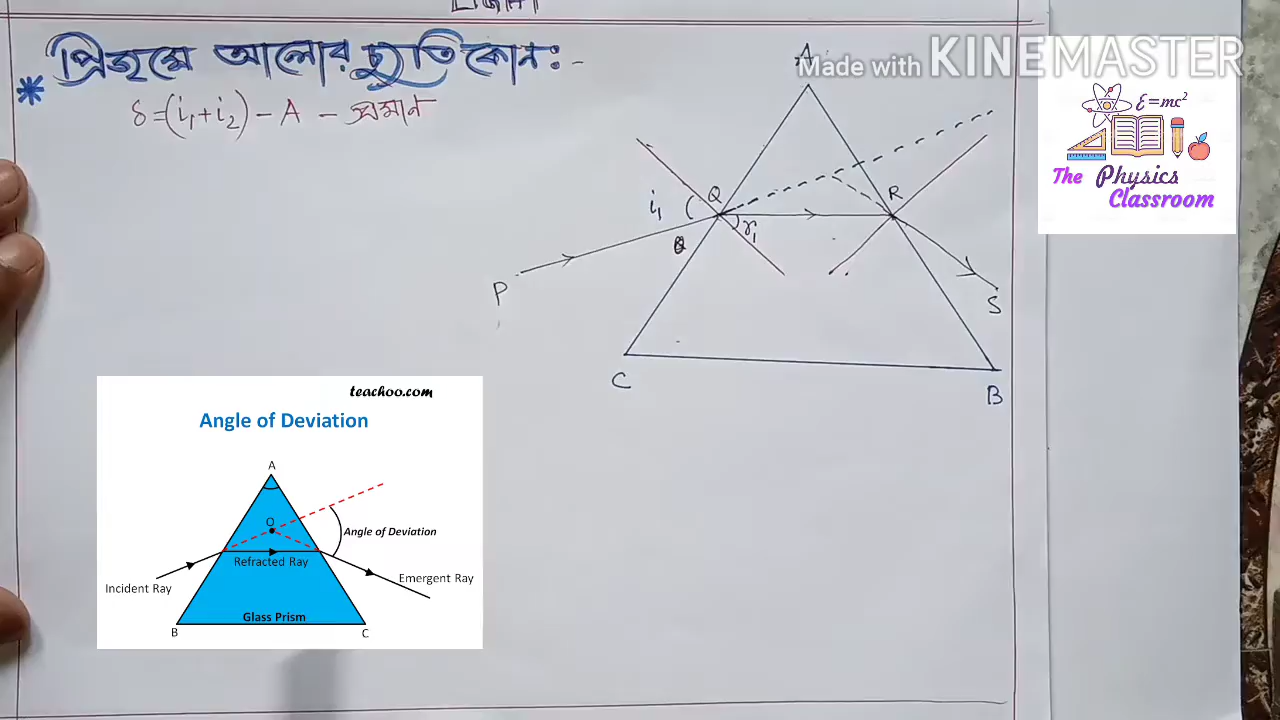 প্রিজমে আলোর চ্যুতি কোন:-
δ=(i₁+i₂) - A - প্রমান
A
Made with KINEMASTER
Q
R
i₁
r₁
P
S
C
B
E=mc²
The Physics
Classroom
teachoo.com
Angle of Deviation
A
O
Angle of Deviation
Refracted Ray
Incident Ray
Emergent Ray
Glass Prism
B
C